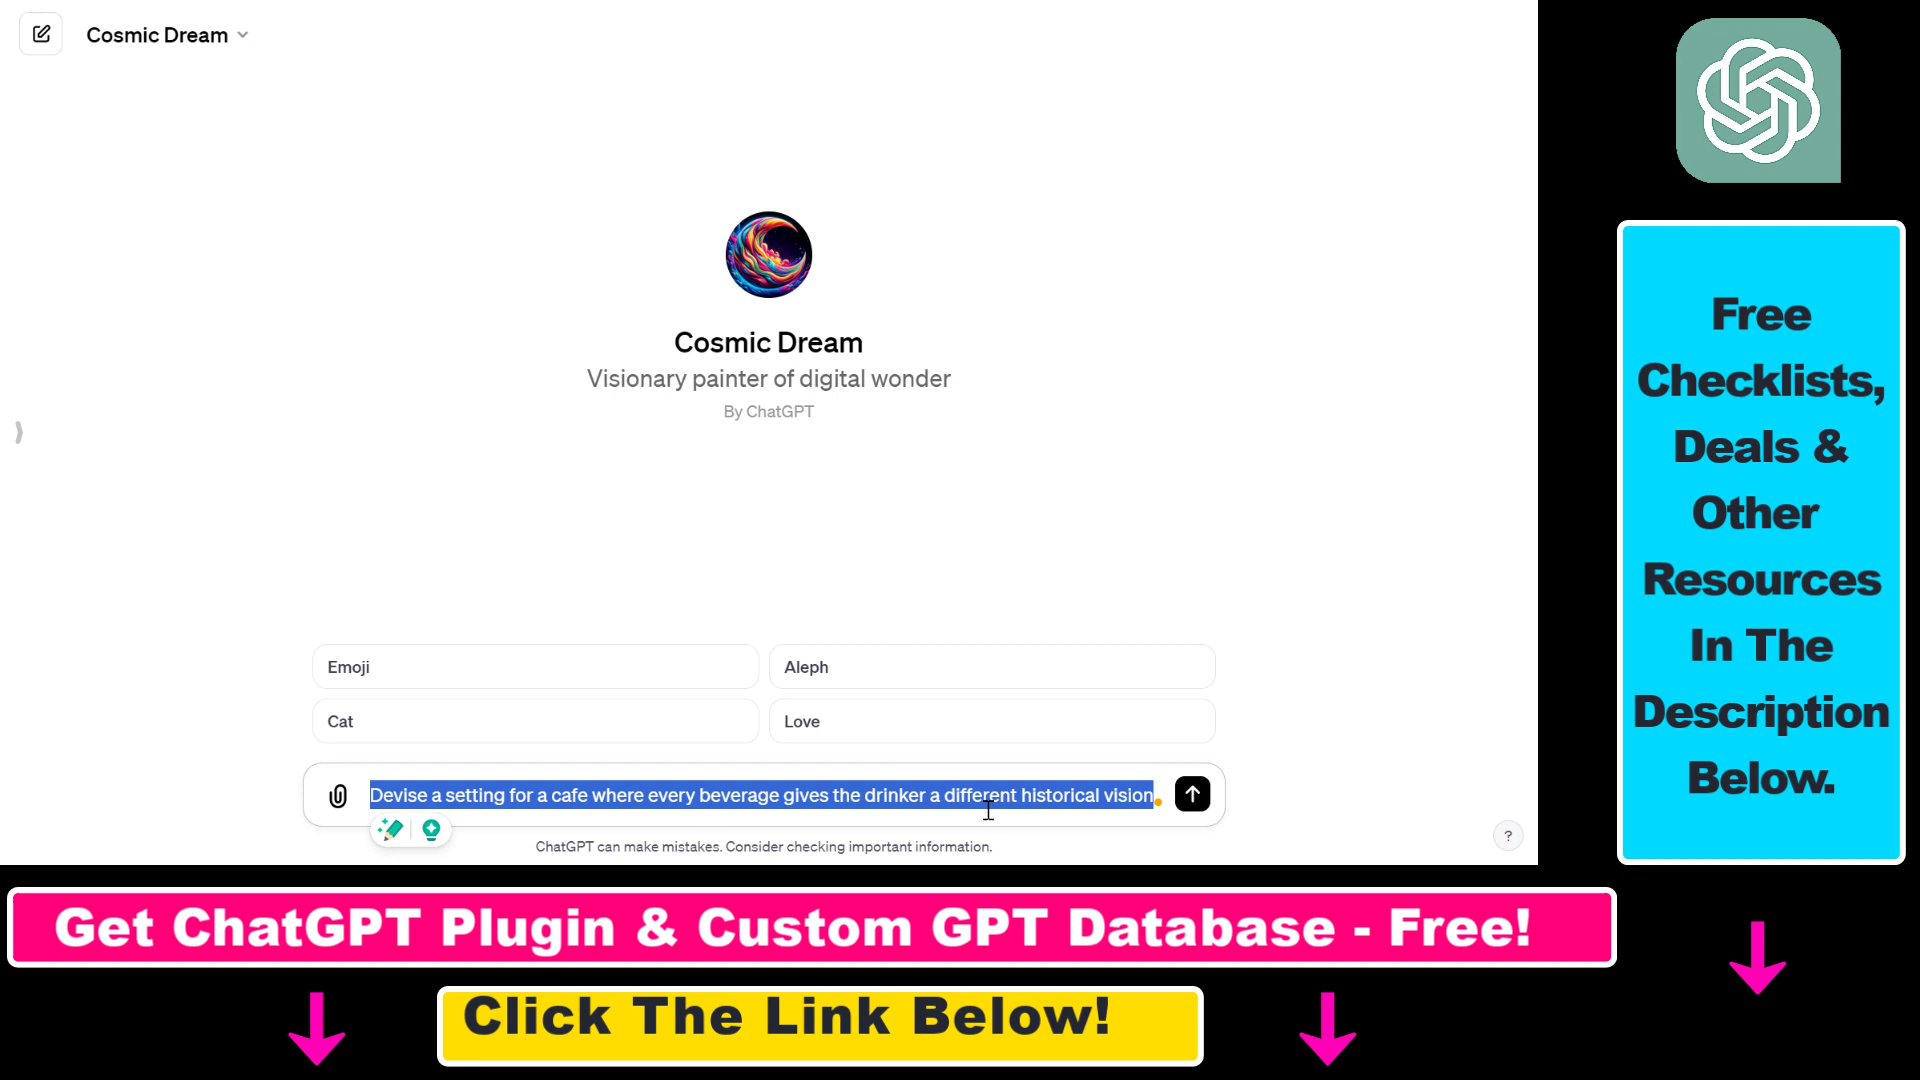 Cosmic Dream
Cosmic Dream
Visionary painter of digital wonder
By ChatGPT
Emoji
Aleph
Cat
Love
Devise a setting for a cafe where every beverage gives the drinker a different historical vision
ChatGPT can make mistakes. Consider checking important information.
?
Free
Checklists,
Deals &
Other
Resources
In The
Description
Below.
Get ChatGPT Plugin & Custom GPT Database - Free!
Click The Link Below!